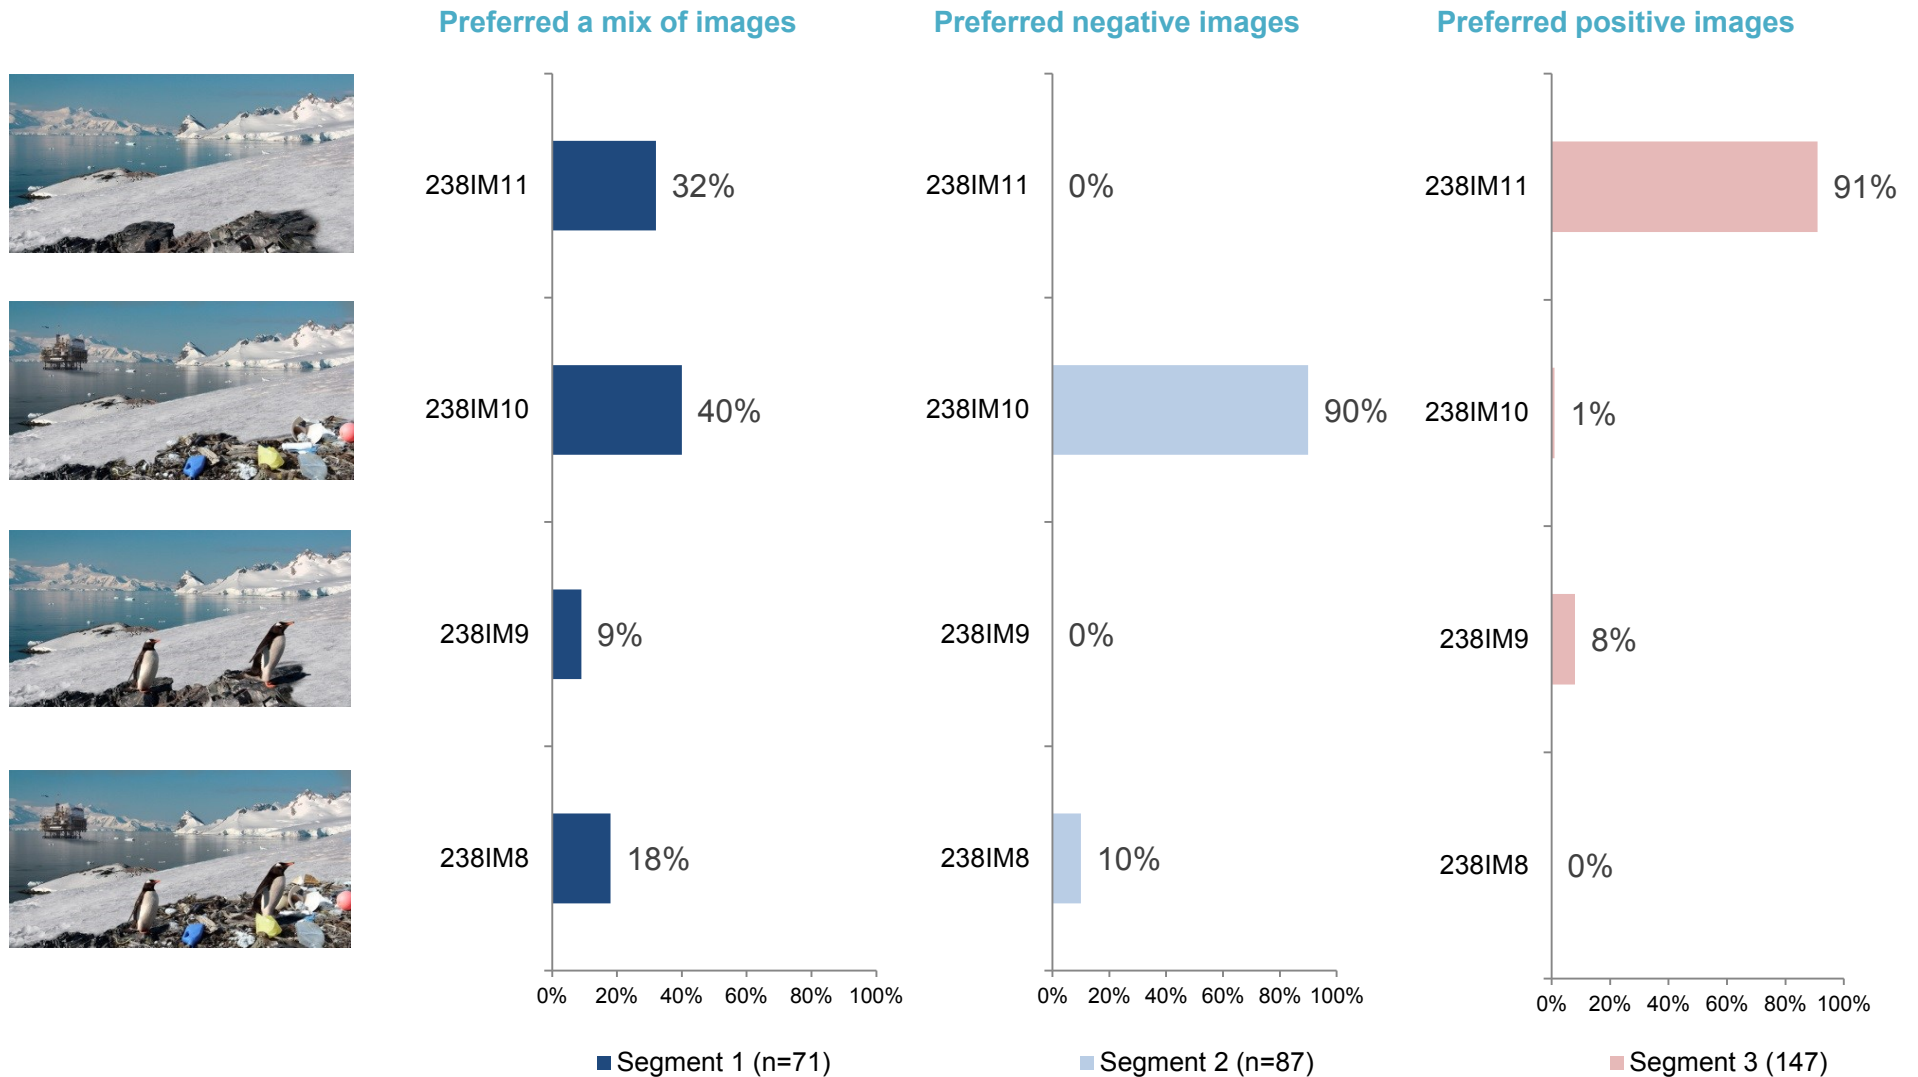 Preferred a mix of images
Preferred negative images
Preferred positive images
238IM11
32%
238IM10
40%
238IM9
9%
238IM8
18%
0% 20% 40% 60% 80% 100%
Segment 1 (n=71)
238IM11
0%
238IM10
90%
238IM9
0%
238IM8
10%
0% 20% 40% 60% 80% 100%
Segment 2 (n=87)
238IM11
91%
238IM10
1%
238IM9
8%
238IM8
0%
0% 20% 40% 60% 80% 100%
Segment 3 (147)